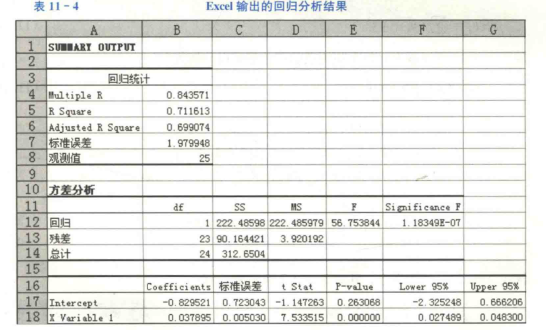 表 11-4 Excel 输出的回归分析结果
A B C D E F G
1 SUMMARY OUTPUT
2
3 回归统计
4 Multiple R 0.843571
5 R Square 0.711613
6 Adjusted R Square 0.699074
7 标准误差 1.979948
8 观测值 25
9
10 方差分析
11 df SS MS F Significance F
12 回归 1 222.48598 222.485979 56.753844 1.18349E-07
13 残差 23 90.164421 3.920192
14 总计 24 312.6504
15
16 Coefficients 标准误差 t Stat P-value Lower 95% Upper 95%
17 Intercept -0.829521 0.723043 -1.147263 0.263068 -2.325248 0.666206
18 X Variable 1 0.037895 0.005030 7.533515 0.000000 0.027489 0.048300